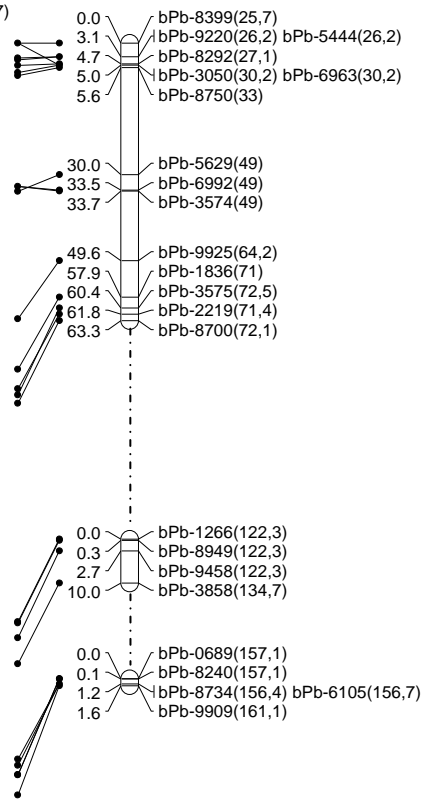 7)
0.0 bPb-8399(25,7)
3.1 bPb-9220(26,2) bPb-5444(26,2)
4.7 bPb-8292(27,1)
5.0 bPb-3050(30,2) bPb-6963(30,2)
5.6 bPb-8750(33)
30.0 bPb-5629(49)
33.5 bPb-6992(49)
33.7 bPb-3574(49)
49.6 bPb-9925(64,2)
57.9 bPb-1836(71)
60.4 bPb-3575(72,5)
61.8 bPb-2219(71,4)
63.3 bPb-8700(72,1)
0.0 bPb-1266(122,3)
0.3 bPb-8949(122,3)
2.7 bPb-9458(122,3)
10.0 bPb-3858(134,7)
0.0 bPb-0689(157,1)
0.1 bPb-8240(157,1)
1.2 bPb-8734(156,4) bPb-6105(156,7)
1.6 bPb-9909(161,1)